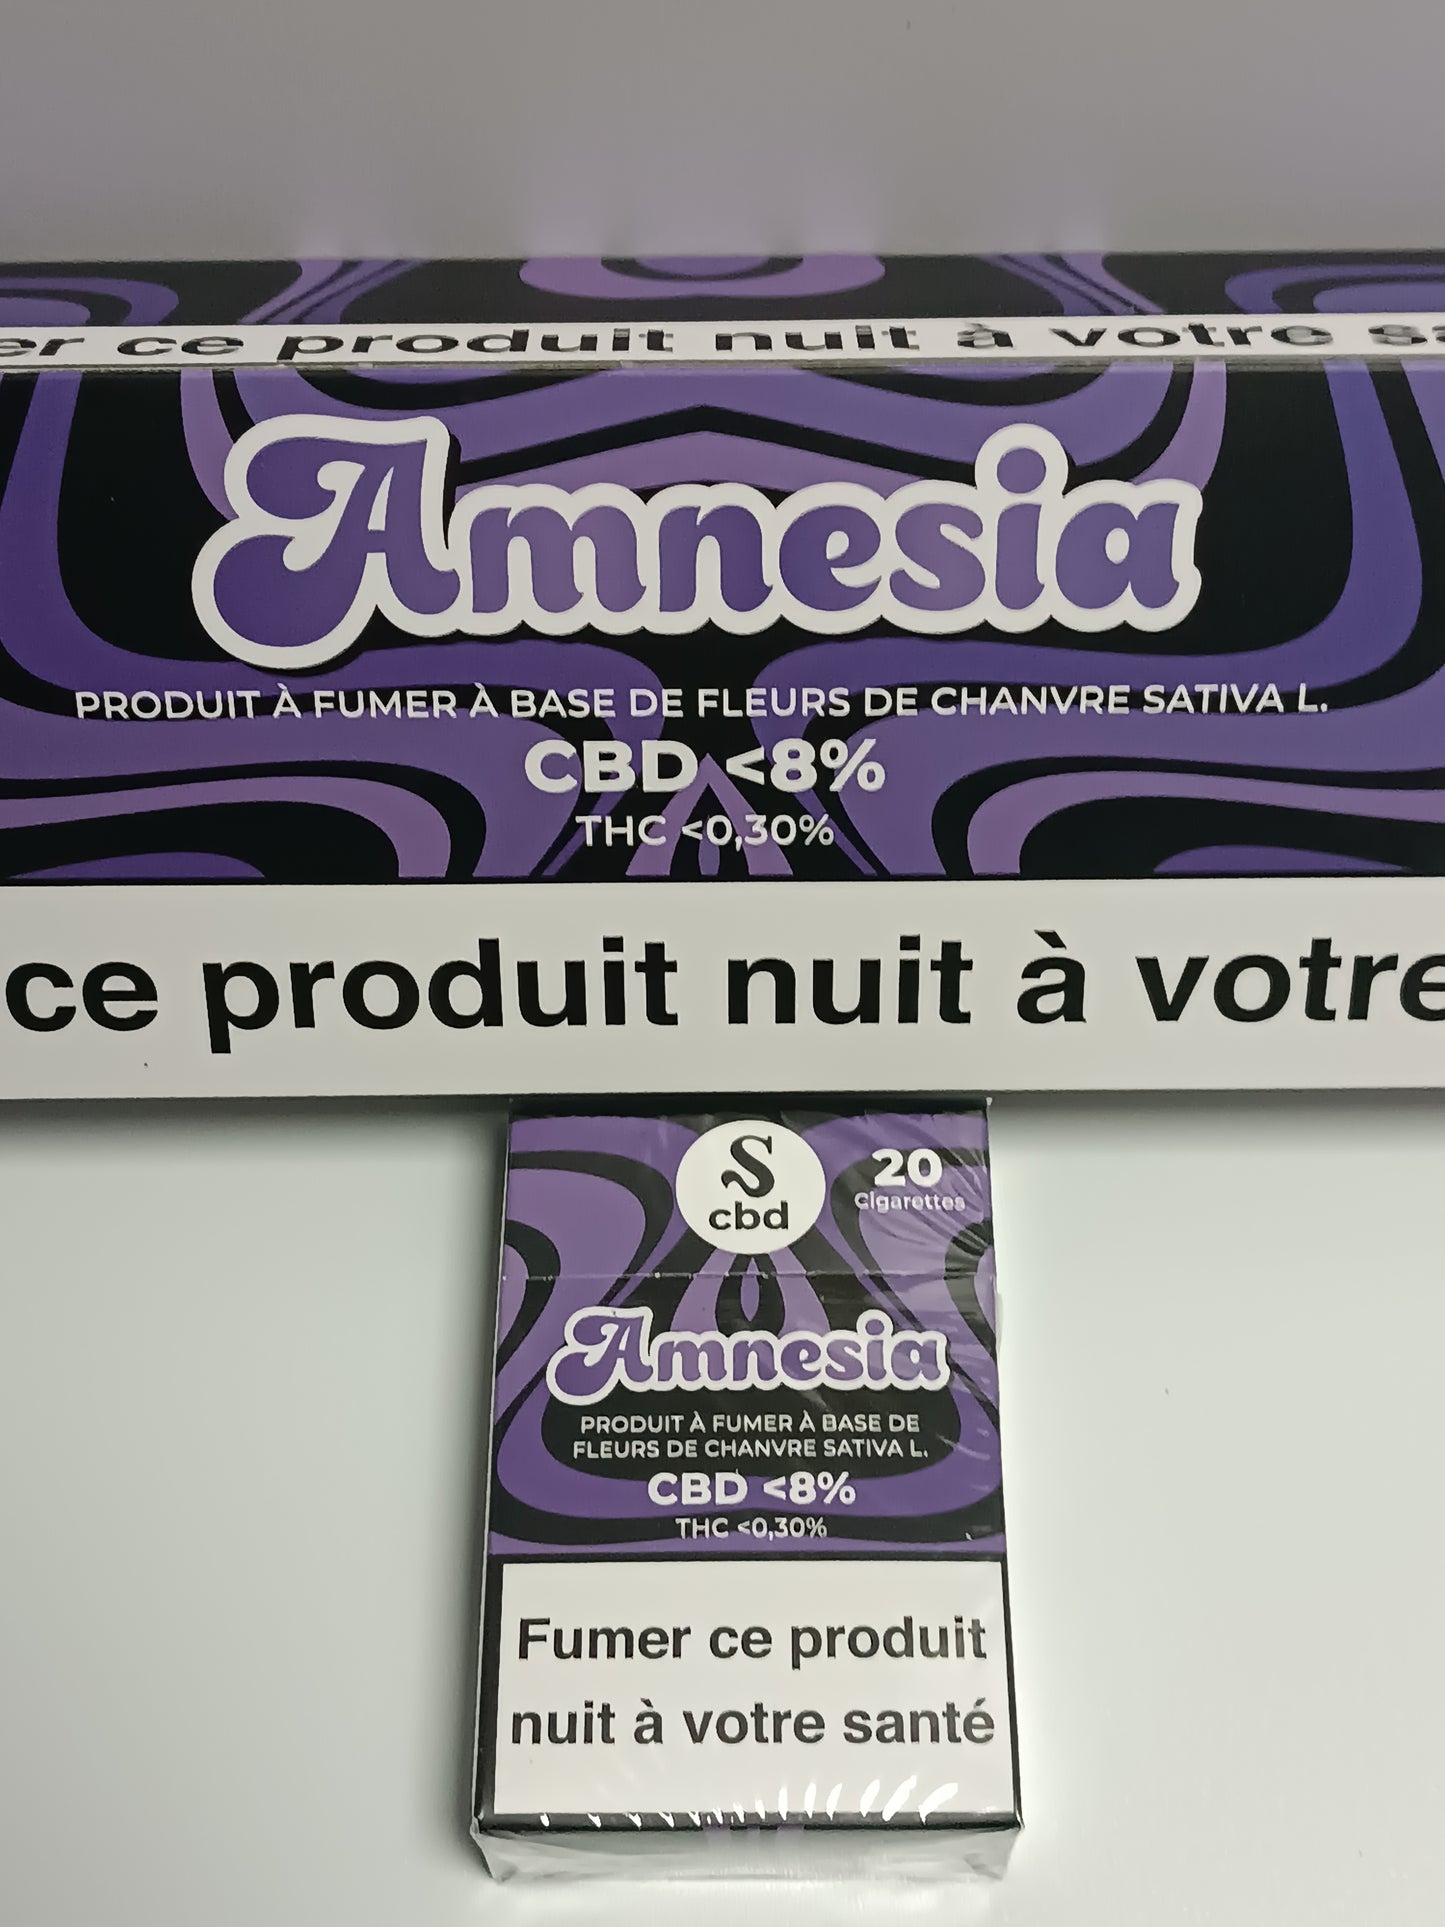 ce produit nuit à votre
Amnesia
PRODUIT À FUMER À BASE DE FLEURS DE CHANVRE SATIVA L.
CBD <8%
THC <0,30%
ce produit nuit à votre
S
cbd
20
Cigarettes
Amnesia
PRODUIT À FUMER À BASE DE
FLEURS DE CHANVRE SATIVA L.
CBD <8%
THC <0,30%
Fumer ce produit
nuit à votre santé